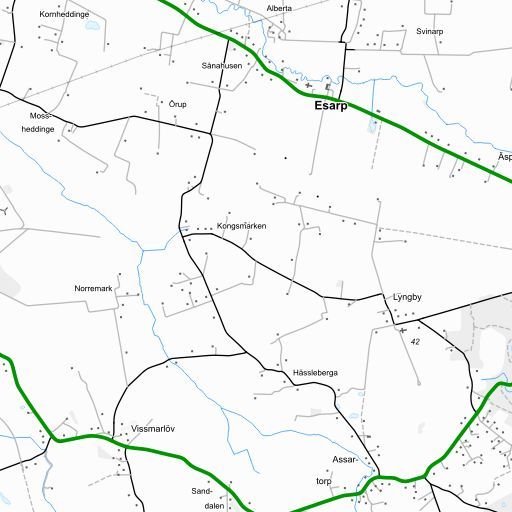 Kornheddinge
Alberta
Svinarp
Sånahusen
Esarp
Örup
Moss-
heddinge
Äsp
Kongsmarken
Norremark
Lyngby
42
Hässleberga
Vissmarlöv
Assar-
torp
Sand-
dalen